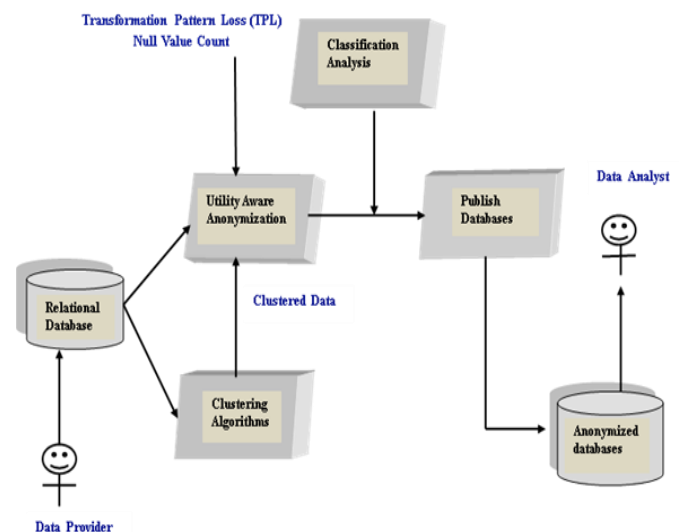 Transformation Pattern Loss (TPL)
Null Value Count
Classification
Analysis
Utility Aware
Anonymization
Publish
Databases
Data Analyst
Relational
Database
Clustered Data
Clustering
Algorithms
Anonymized
databases
Data Provider